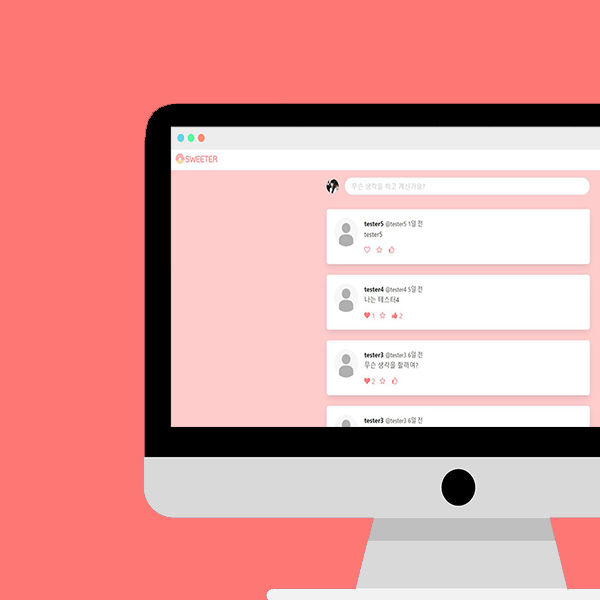 SWEETER
무슨 생각을 하고 계신가요?
tester5 @tester5 1일 전
tester5
tester4 @tester4 5일 전
나는 테스터4
1 2
tester3 @tester3 6일 전
무슨 생각을 할까여?
2
tester3 @tester3 6일 전